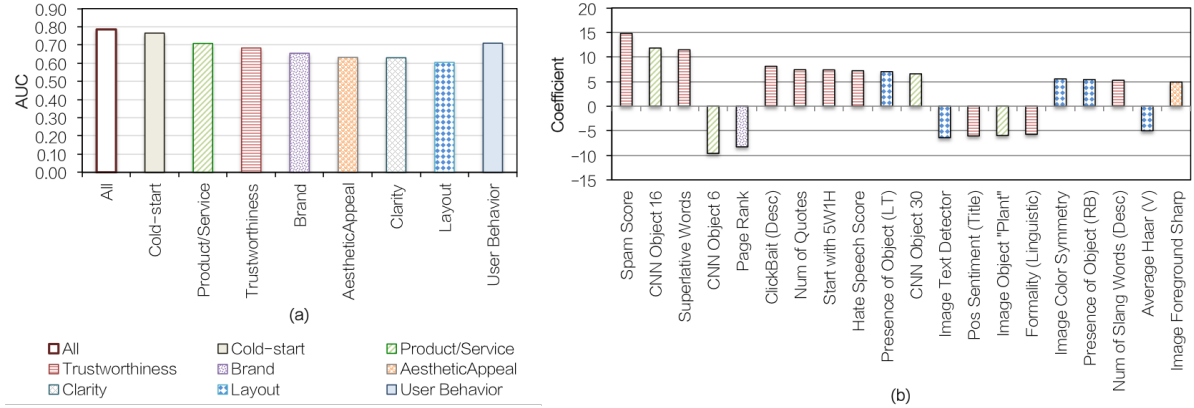 0.90
0.80
0.70
0.60
0.50
0.40
0.30
0.20
0.10
0.00
AUC
All
Cold-start
Product/Service
Trustworthiness
Brand
AestheticAppeal
Clarity
Layout
User Behavior
(a)
All
Cold-start
Product/Service
Trustworthiness
Brand
AestheticAppeal
Clarity
Layout
User Behavior
20
15
10
5
0
-5
-10
-15
Coefficient
Spam Score
CNN Object 16
Superlative Words
CNN Object 6
Page Rank
ClickBait (Desc)
Num of Quotes
Start with 5W1H
Hate Speech Score
Presence of Object (LT)
CNN Object 30
Image Text Detector
Pos Sentiment (Title)
Image Object "Plant"
Formality (Linguistic)
Image Color Symmetry
Presence of Object (RB)
Num of Slang Words (Desc)
Average Haar (V)
Image Foreground Sharp
(b)